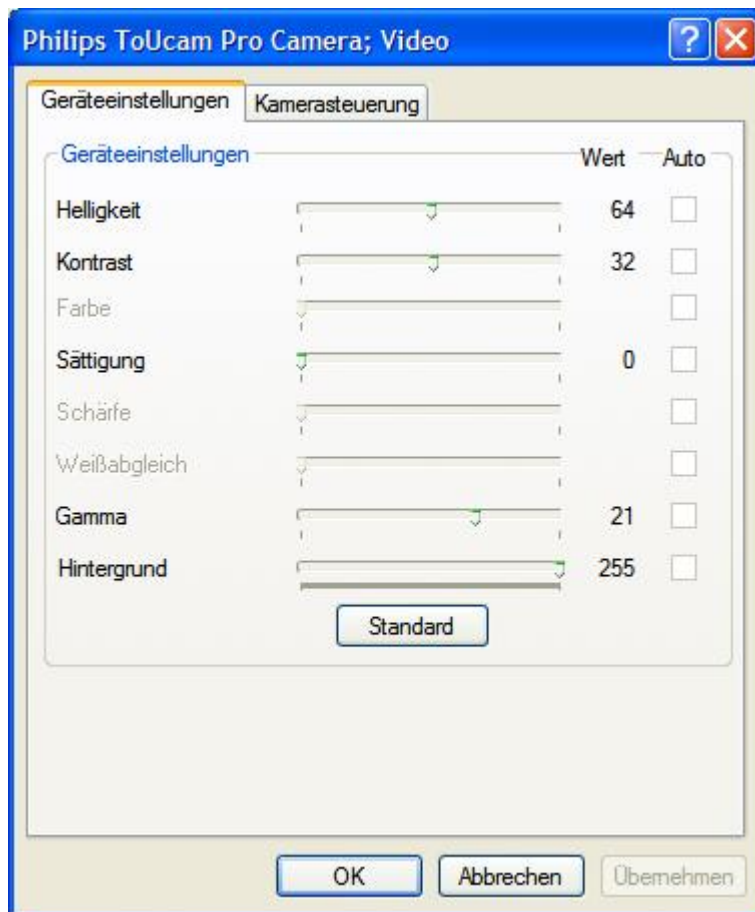 Philips ToUcam Pro Camera; Video
Geräteeinstellungen Kamerasteuerung
Geräteeinstellungen Wert Auto
Helligkeit 64
Kontrast 32
Farbe
Sättigung 0
Schärfe
Weißabgleich
Gamma 21
Hintergrund 255
Standard
OK Abbrechen Übernehmen